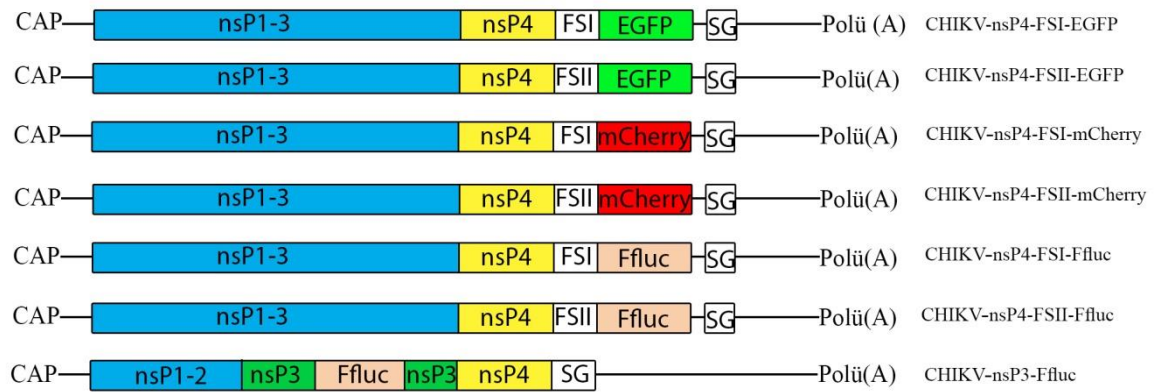 CAP nsP1-3 nsP4 FSI EGFP SG Polü (A) CHIKV-nsP4-FSI-EGFP
CAP nsP1-3 nsP4 FSII EGFP SG Polü(A) CHIKV-nsP4-FSII-EGFP
CAP nsP1-3 nsP4 FSI mCherry SG Polü(A) CHIKV-nsP4-FSI-mCherry
CAP nsP1-3 nsP4 FSII mCherry SG Polü(A) CHIKV-nsP4-FSII-mCherry
CAP nsP1-3 nsP4 FSI Ffluc SG Polü(A) CHIKV-nsP4-FSI-Ffluc
CAP nsP1-3 nsP4 FSII Ffluc SG Polü(A) CHIKV-nsP4-FSII-Ffluc
CAP nsP1-2 nsP3 Ffluc nsP3 nsP4 SG Polü(A) CHIKV-nsP3-Ffluc